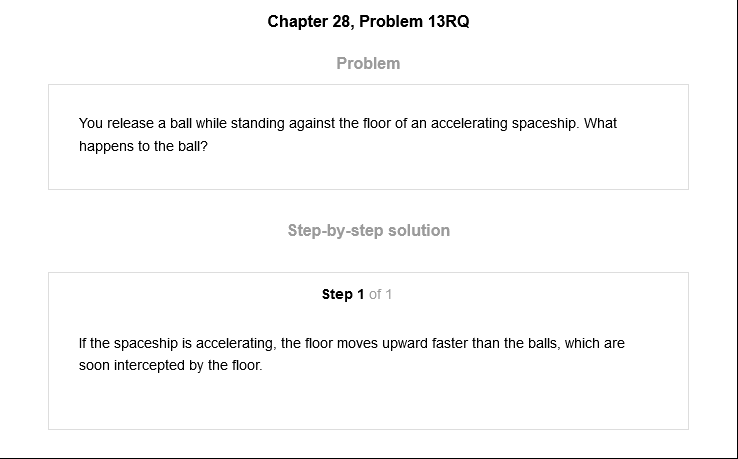 Chapter 28, Problem 13RQ
Problem
You release a ball while standing against the floor of an accelerating spaceship. What
happens to the ball?
Step-by-step solution
Step 1 of 1
If the spaceship is accelerating, the floor moves upward faster than the balls, which are
soon intercepted by the floor.